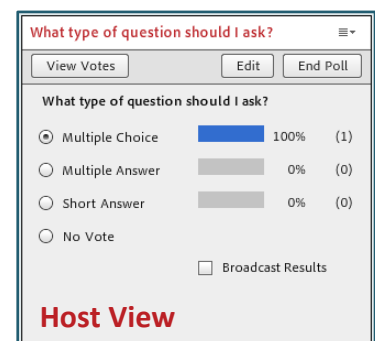 What type of question should I ask?
View Votes Edit End Poll
What type of question should I ask?
Multiple Choice 100% (1)
Multiple Answer 0% (0)
Short Answer 0% (0)
No Vote
Broadcast Results
Host View